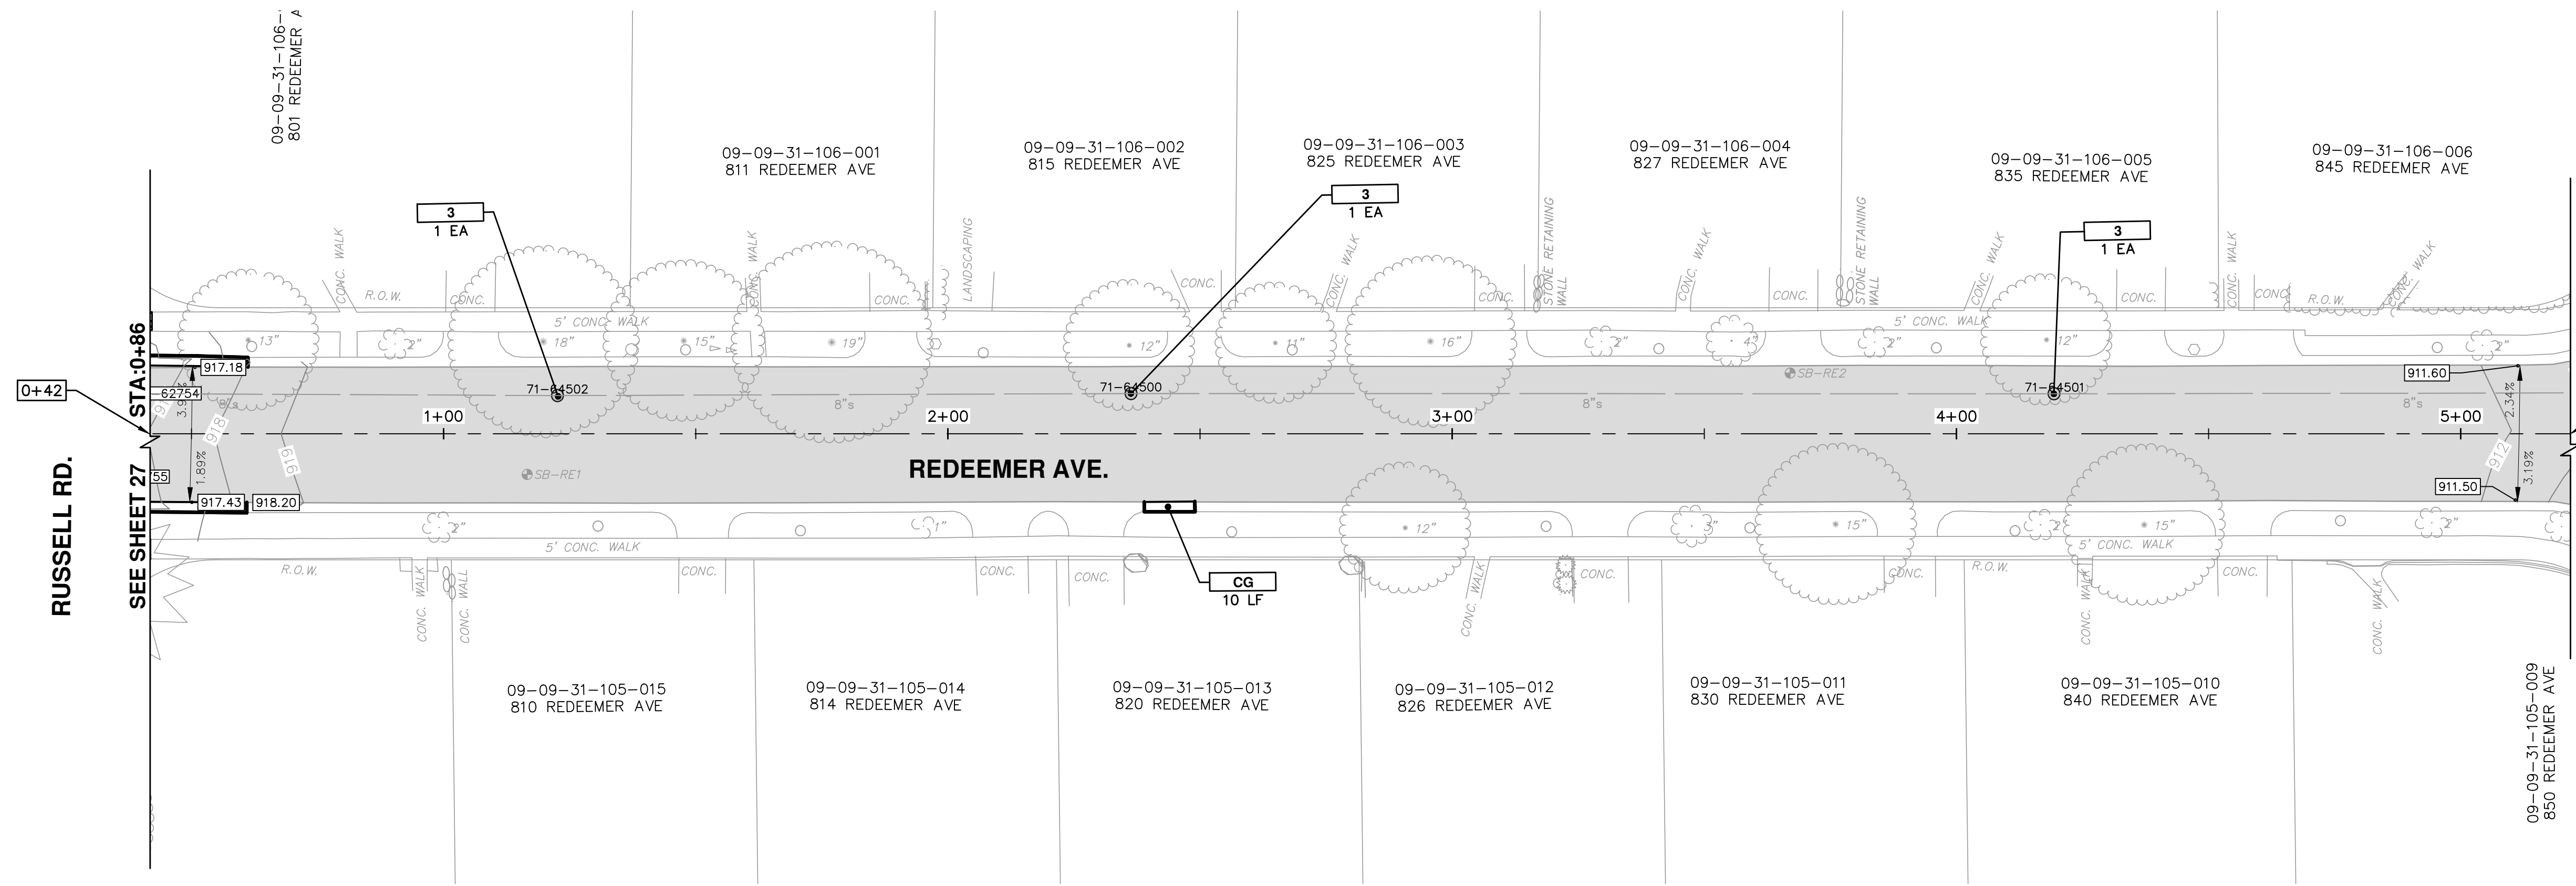 09-09-31-106-
801 REDEEMER A
09-09-31-106-001
811 REDEEMER AVE
09-09-31-106-002
815 REDEEMER AVE
09-09-31-106-003
825 REDEEMER AVE
09-09-31-106-004
827 REDEEMER AVE
09-09-31-106-005
835 REDEEMER AVE
09-09-31-106-006
845 REDEEMER AVE
3
1 EA
3
1 EA
3
1 EA
CONC. WALK
R.O.W.
CONC.
CONC. WALK
CONC.
LANDSCAPING
CONC.
CONC. WALK
CONC.
STONE RETAINING
WALL
CONC. WALK
CONC.
STONE RETAINING
WALL
CONC. WALK
CONC.
CONC. WALK
CONC.
R.O.W.
CONC. WALK
5' CONC. WALK
5' CONC. WALK
13"
2"
18"
15"
19"
12"
11"
16"
2"
4"
2"
12"
2"
0+42
STA:0+86
SEE SHEET 27
RUSSELL RD.
917.18
62754
3.9
918
919
1.89%
55
917.43
918.20
8"s
71-64502
8"s
71-64500
8"s
SB-RE2
71-64501
8"s
911.60
2.34%
912
3.19%
911.50
1+00
2+00
3+00
4+00
5+00
SB-RE1
REDEEMER AVE.
2"
1"
12"
3"
15"
2"
15"
2"
5' CONC. WALK
5' CONC. WALK
R.O.W.
CONC. WALK
CONC. WALL
CONC.
CONC.
CONC.
CG
10 LF
CONC. WALK
CONC.
CONC.
R.O.W.
CONC. WALK
CONC.
CONC. WALK
09-09-31-105-015
810 REDEEMER AVE
09-09-31-105-014
814 REDEEMER AVE
09-09-31-105-013
820 REDEEMER AVE
09-09-31-105-012
826 REDEEMER AVE
09-09-31-105-011
830 REDEEMER AVE
09-09-31-105-010
840 REDEEMER AVE
09-09-31-105-009
850 REDEEMER AVE